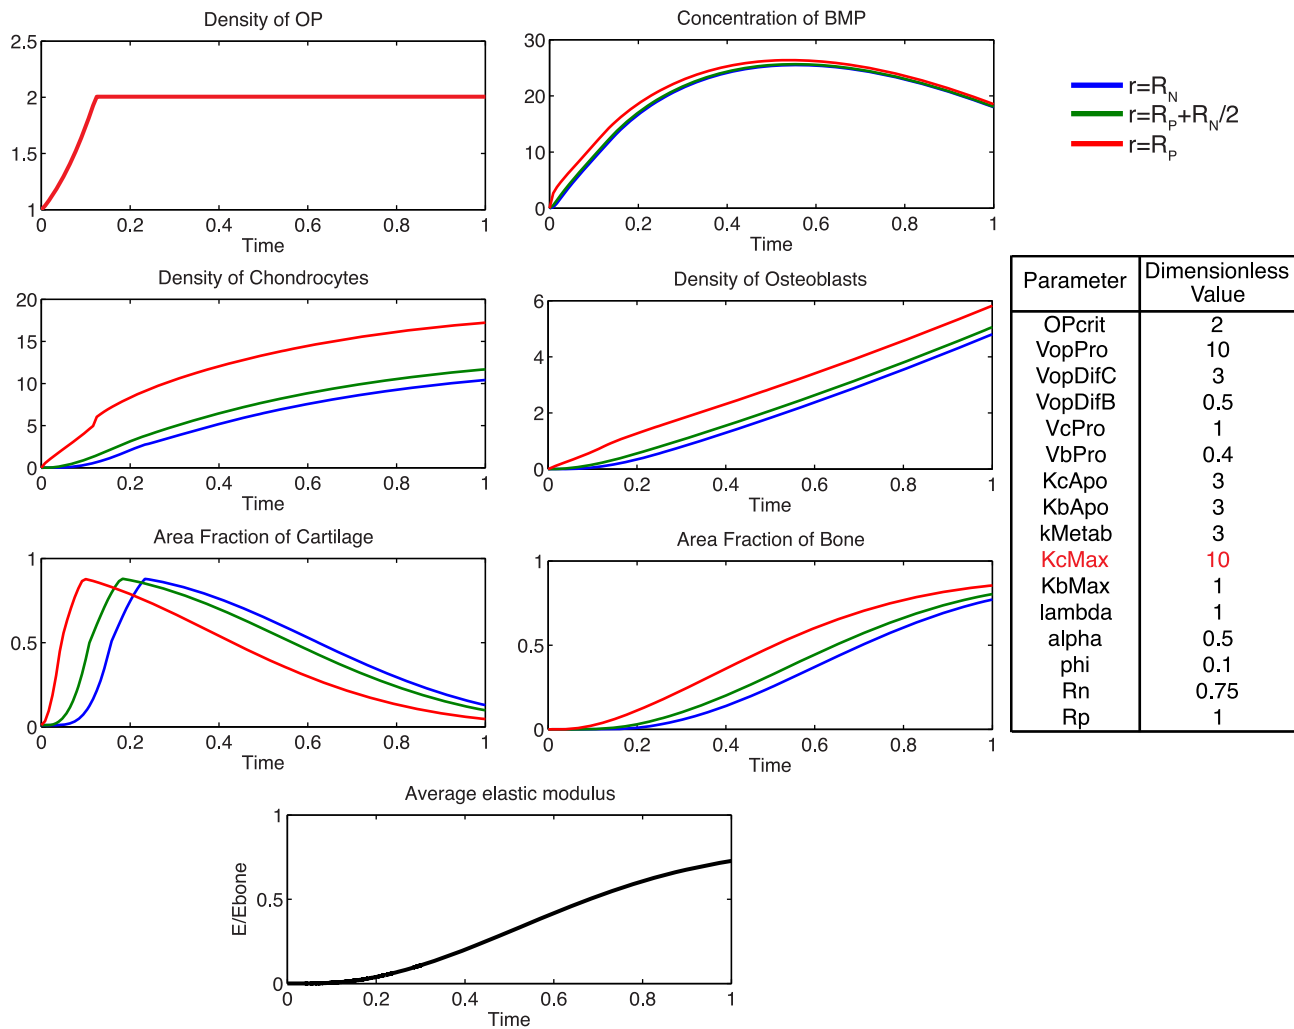 Density of OP
2.5
2
1.5
1
0 0.2 0.4 0.6 0.8 1
Time
Concentration of BMP
30
20
10
0
0 0.2 0.4 0.6 0.8 1
Time
r=R_N
r=R_P+R_N/2
r=R_P
Density of Chondrocytes
20
15
10
5
0
0 0.2 0.4 0.6 0.8 1
Time
Density of Osteoblasts
6
4
2
0
0 0.2 0.4 0.6 0.8 1
Time
Area Fraction of Cartilage
1
0.5
0
0 0.2 0.4 0.6 0.8 1
Time
Area Fraction of Bone
1
0.5
0
0 0.2 0.4 0.6 0.8 1
Time
Parameter Dimensionless
Value
OPcrit 2
VopPro 10
VopDifC 3
VopDifB 0.5
VcPro 1
VbPro 0.4
KcApo 3
KbApo 3
kMetab 3
KcMax 10
KbMax 1
lambda 1
alpha 0.5
phi 0.1
Rn 0.75
Rp 1
Average elastic modulus
E/Ebone
1
0.5
0
0 0.2 0.4 0.6 0.8 1
Time